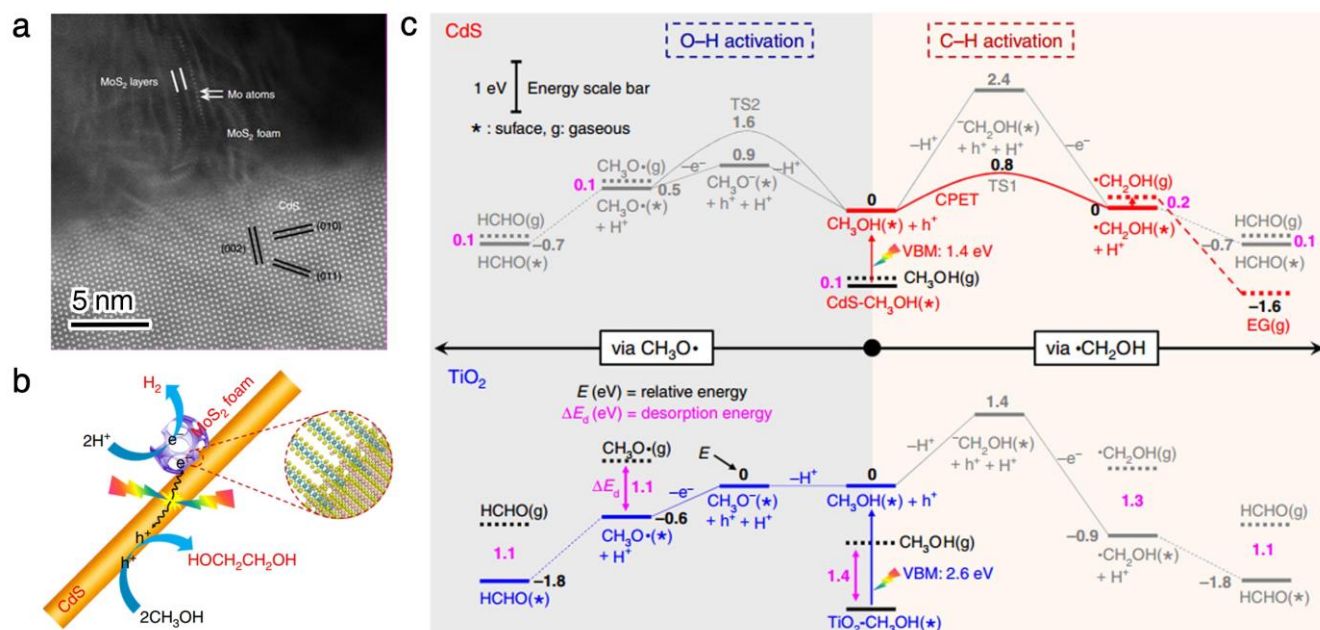 a
MoS₂ layers
Mo atoms
MoS₂ foam
CdS
(002)
(010)
(011)
5 nm
b
H₂
MoS₂ foam
2H⁺
e⁻
e⁻
h⁺
h⁺
HOCH₂CH₂OH
CdS
2CH₃OH
c
CdS
O–H activation
C–H activation
1 eV
Energy scale bar
★ : suface, g: gaseous
TS2
1.6
2.4
⁻CH₂OH(★)
+ h⁺ + H⁺
–H⁺
–e⁻
0.8
TS1
CPET
CH₃O•(g)
–e⁻
0.9
–H⁺
0.1
0.5
CH₃O⁻(★)
+ h⁺ + H⁺
CH₃O•(★)
+ H⁺
HCHO(g)
0.1
–0.7
HCHO(★)
0
CH₃OH(★) + h⁺
VBM: 1.4 eV
CH₃OH(g)
0.1
CdS-CH₃OH(★)
•CH₂OH(g)
0.2
0
•CH₂OH(★)
+ H⁺
HCHO(g)
–0.7
0.1
HCHO(★)
–1.6
EG(g)
via CH₃O•
via •CH₂OH
TiO₂
E (eV) = relative energy
ΔE_d (eV) = desorption energy
CH₃O•(g)
E
0
–H⁺
0
ΔE_d
1.1
–e⁻
CH₃O⁻(★)
+ h⁺ + H⁺
CH₃OH(★) + h⁺
–0.6
CH₃O•(★)
+ H⁺
HCHO(g)
1.1
–1.8
HCHO(★)
CH₃OH(g)
1.4
VBM: 2.6 eV
TiO₂-CH₃OH(★)
1.4
–H⁺
⁻CH₂OH(★)
+ h⁺ + H⁺
–e⁻
•CH₂OH(g)
1.3
–0.9
•CH₂OH(★)
+ H⁺
HCHO(g)
1.1
–1.8
HCHO(★)